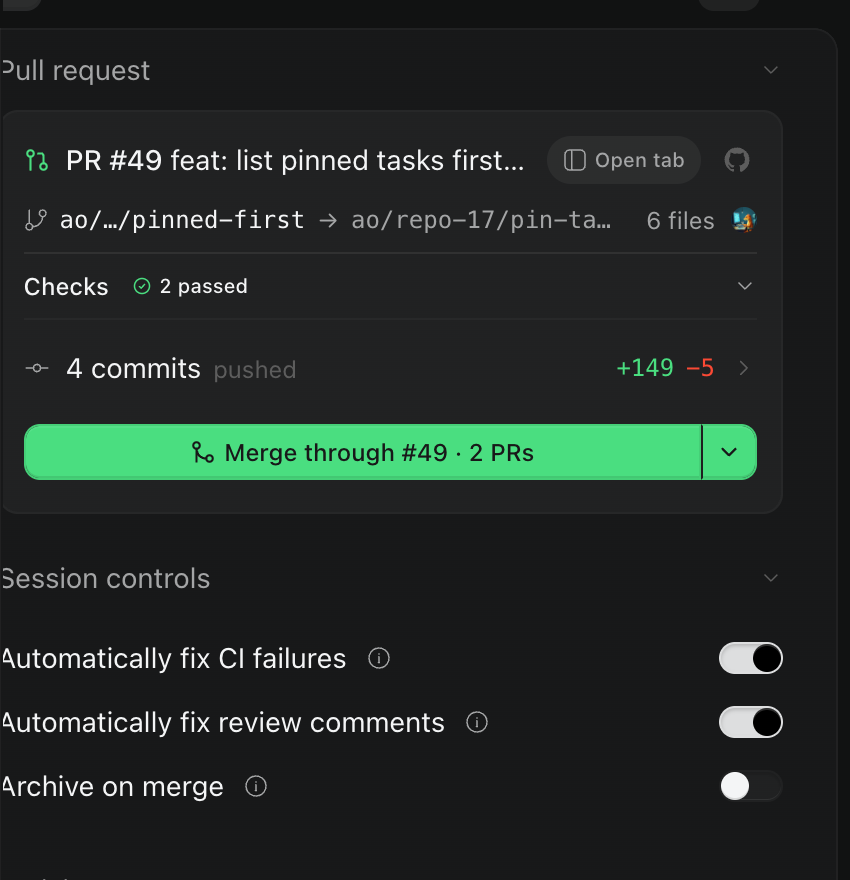 Pull request
PR #49 feat: list pinned tasks first... Open tab
ao/…/pinned-first → ao/repo-17/pin-ta… 6 files
Checks 2 passed
4 commits pushed +149 −5
Merge through #49 · 2 PRs
Session controls
Automatically fix CI failures
Automatically fix review comments
Archive on merge